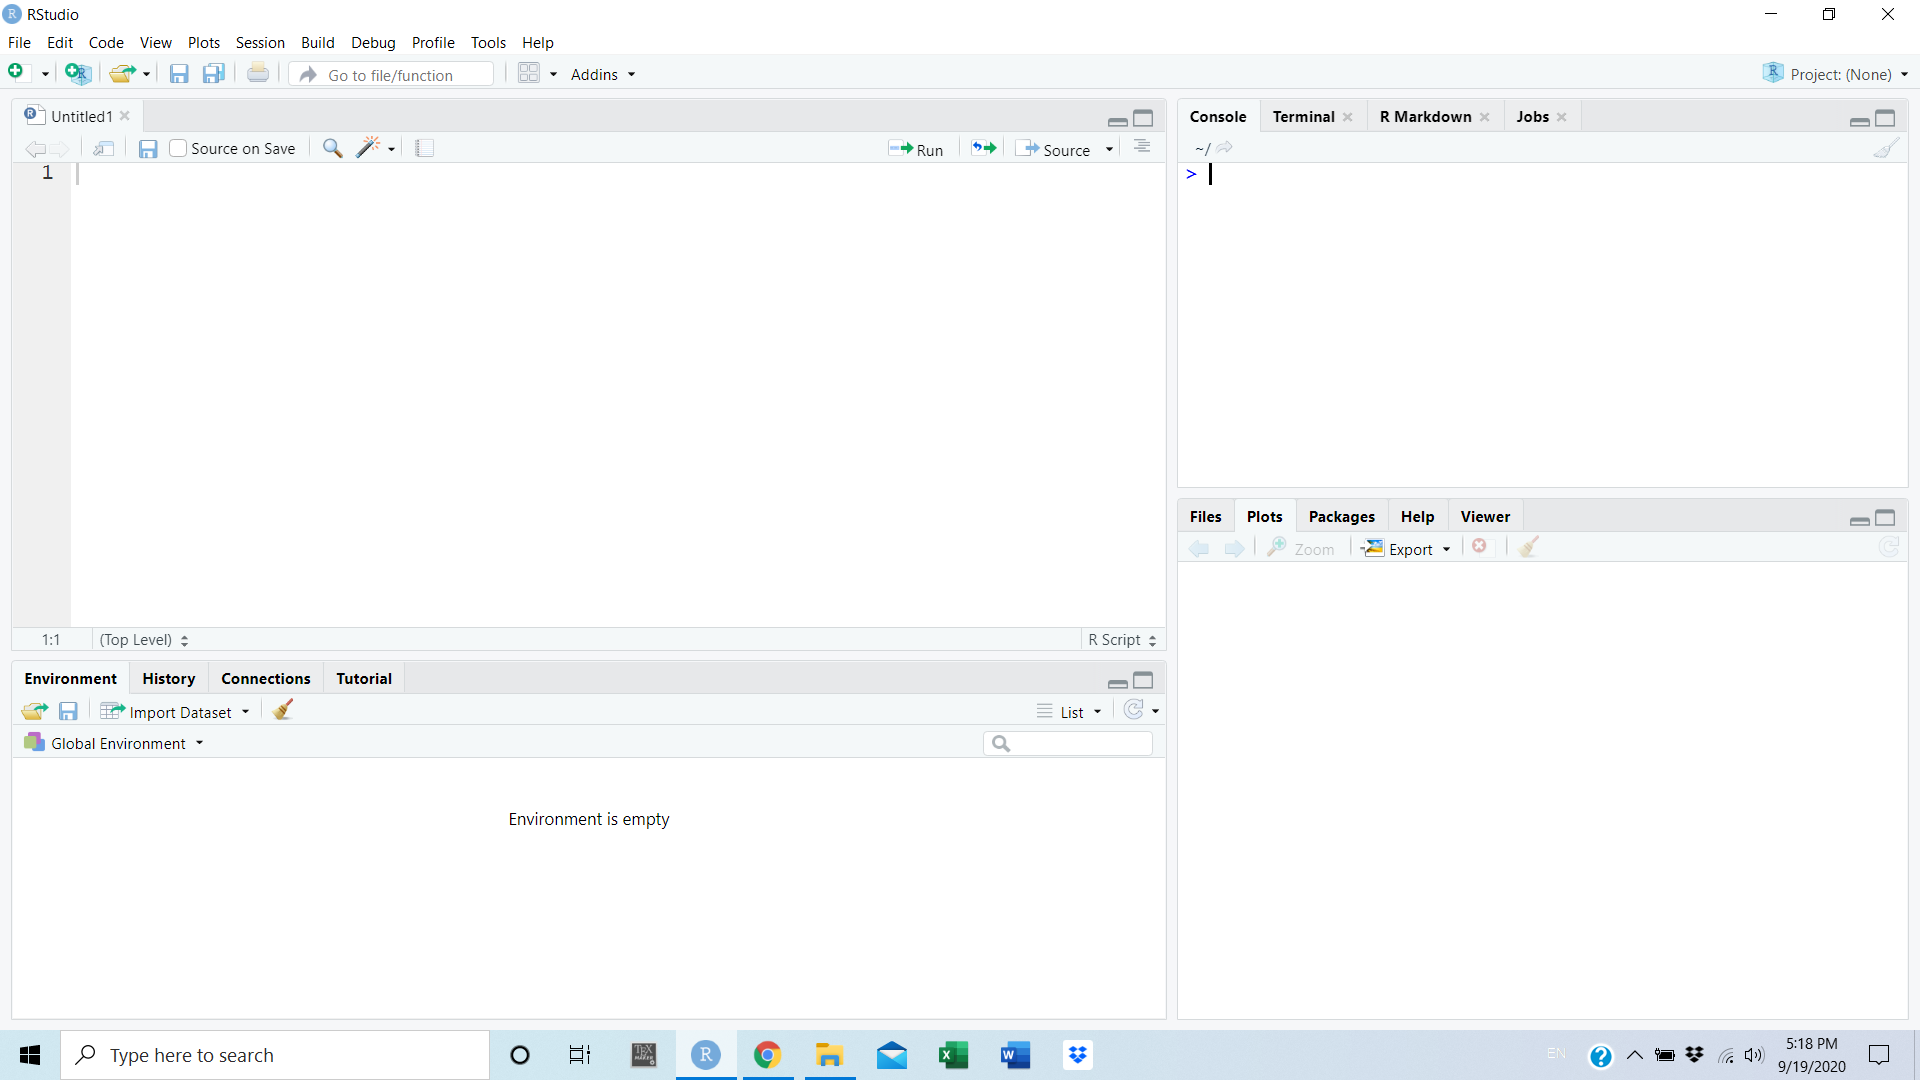 RStudio
File Edit Code View Plots Session Build Debug Profile Tools Help
Go to file/function Addins Project: (None)
Untitled1
Source on Save Run Source
1
1:1 (Top Level) R Script
Environment History Connections Tutorial
Import Dataset List
Global Environment
Environment is empty
Console Terminal R Markdown Jobs
~/
>
Files Plots Packages Help Viewer
Zoom Export
Type here to search
EN
5:18 PM
9/19/2020